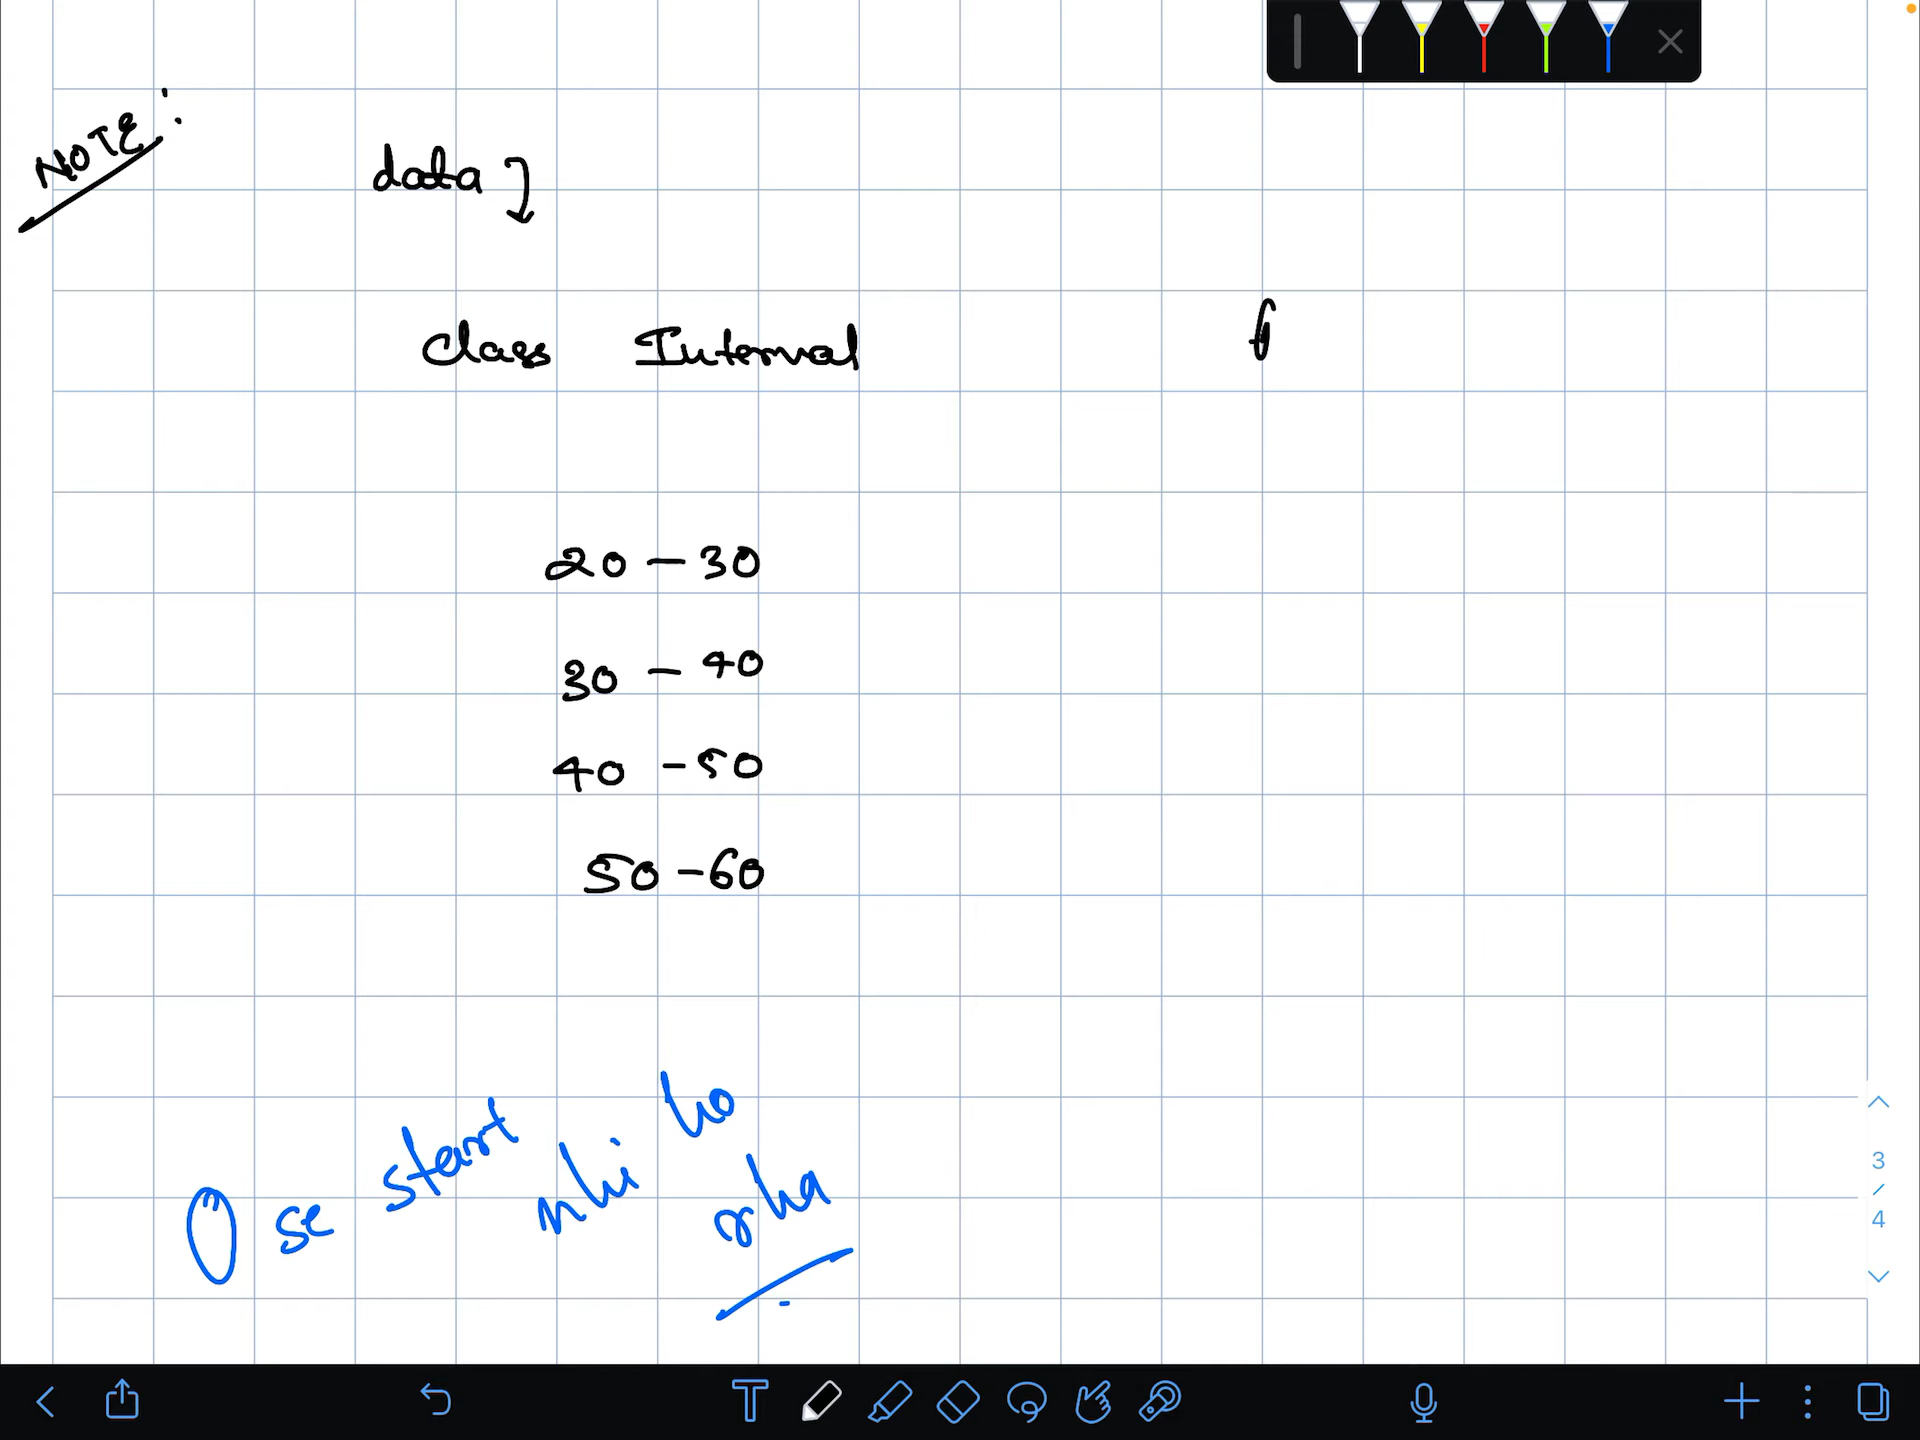 NOTE:
data
class Interval f
20 - 30
30 - 40
40 - 50
50 - 60
0 se start nhi ho rha
3
/
4